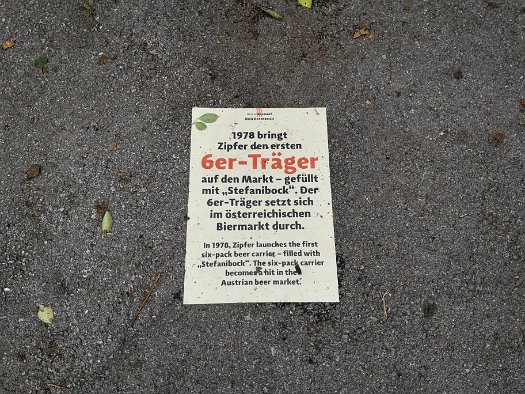 1978 bringt
Zipfer den ersten
6er-Träger
auf den Markt – gefüllt
mit „Stefanibock“. Der
6er-Träger setzt sich
im österreichischen
Biermarkt durch.
In 1978, Zipfer launches the first
six-pack beer carrier – filled with
„Stefanibock“. The six-pack carrier
becomes a hit in the
Austrian beer market.